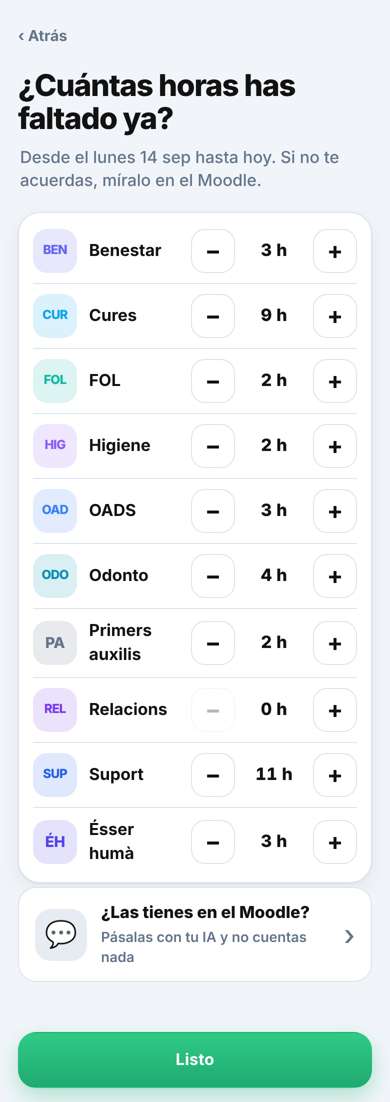 ‹ Atrás
¿Cuántas horas has
faltado ya?
Desde el lunes 14 sep hasta hoy. Si no te
acuerdas, míralo en el Moodle.
BEN Benestar − 3 h +
CUR Cures − 9 h +
FOL FOL − 2 h +
HIG Higiene − 2 h +
OAD OADS − 3 h +
ODO Odonto − 4 h +
PA Primers
auxilis − 2 h +
REL Relacions − 0 h +
SUP Suport − 11 h +
ÉH Ésser
humà − 3 h +
¿Las tienes en el Moodle?
Pásalas con tu IA y no cuentas
nada
›
Listo